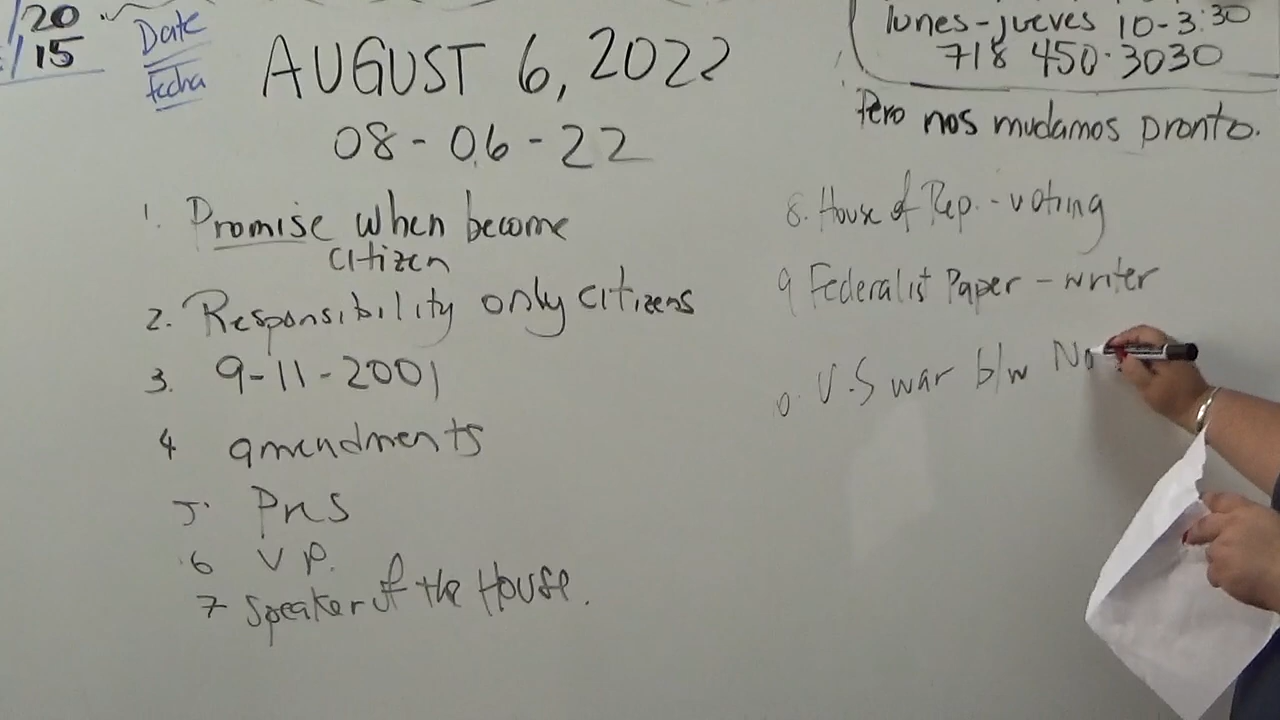 /20
/15
Date
fecha
AUGUST 6, 2022
08-06-22
1. Promise when become
citizen
2. Responsibility only citizens
3. 9-11-2001
4 amendments
5. Pres
6 V P.
7 Speaker of the House.
lunes-jueves 10-3:30
718 450-3030
Pero nos mudamos pronto.
8. House of Rep. - voting
9 Federalist Paper - writer
0. U.S war b/w No